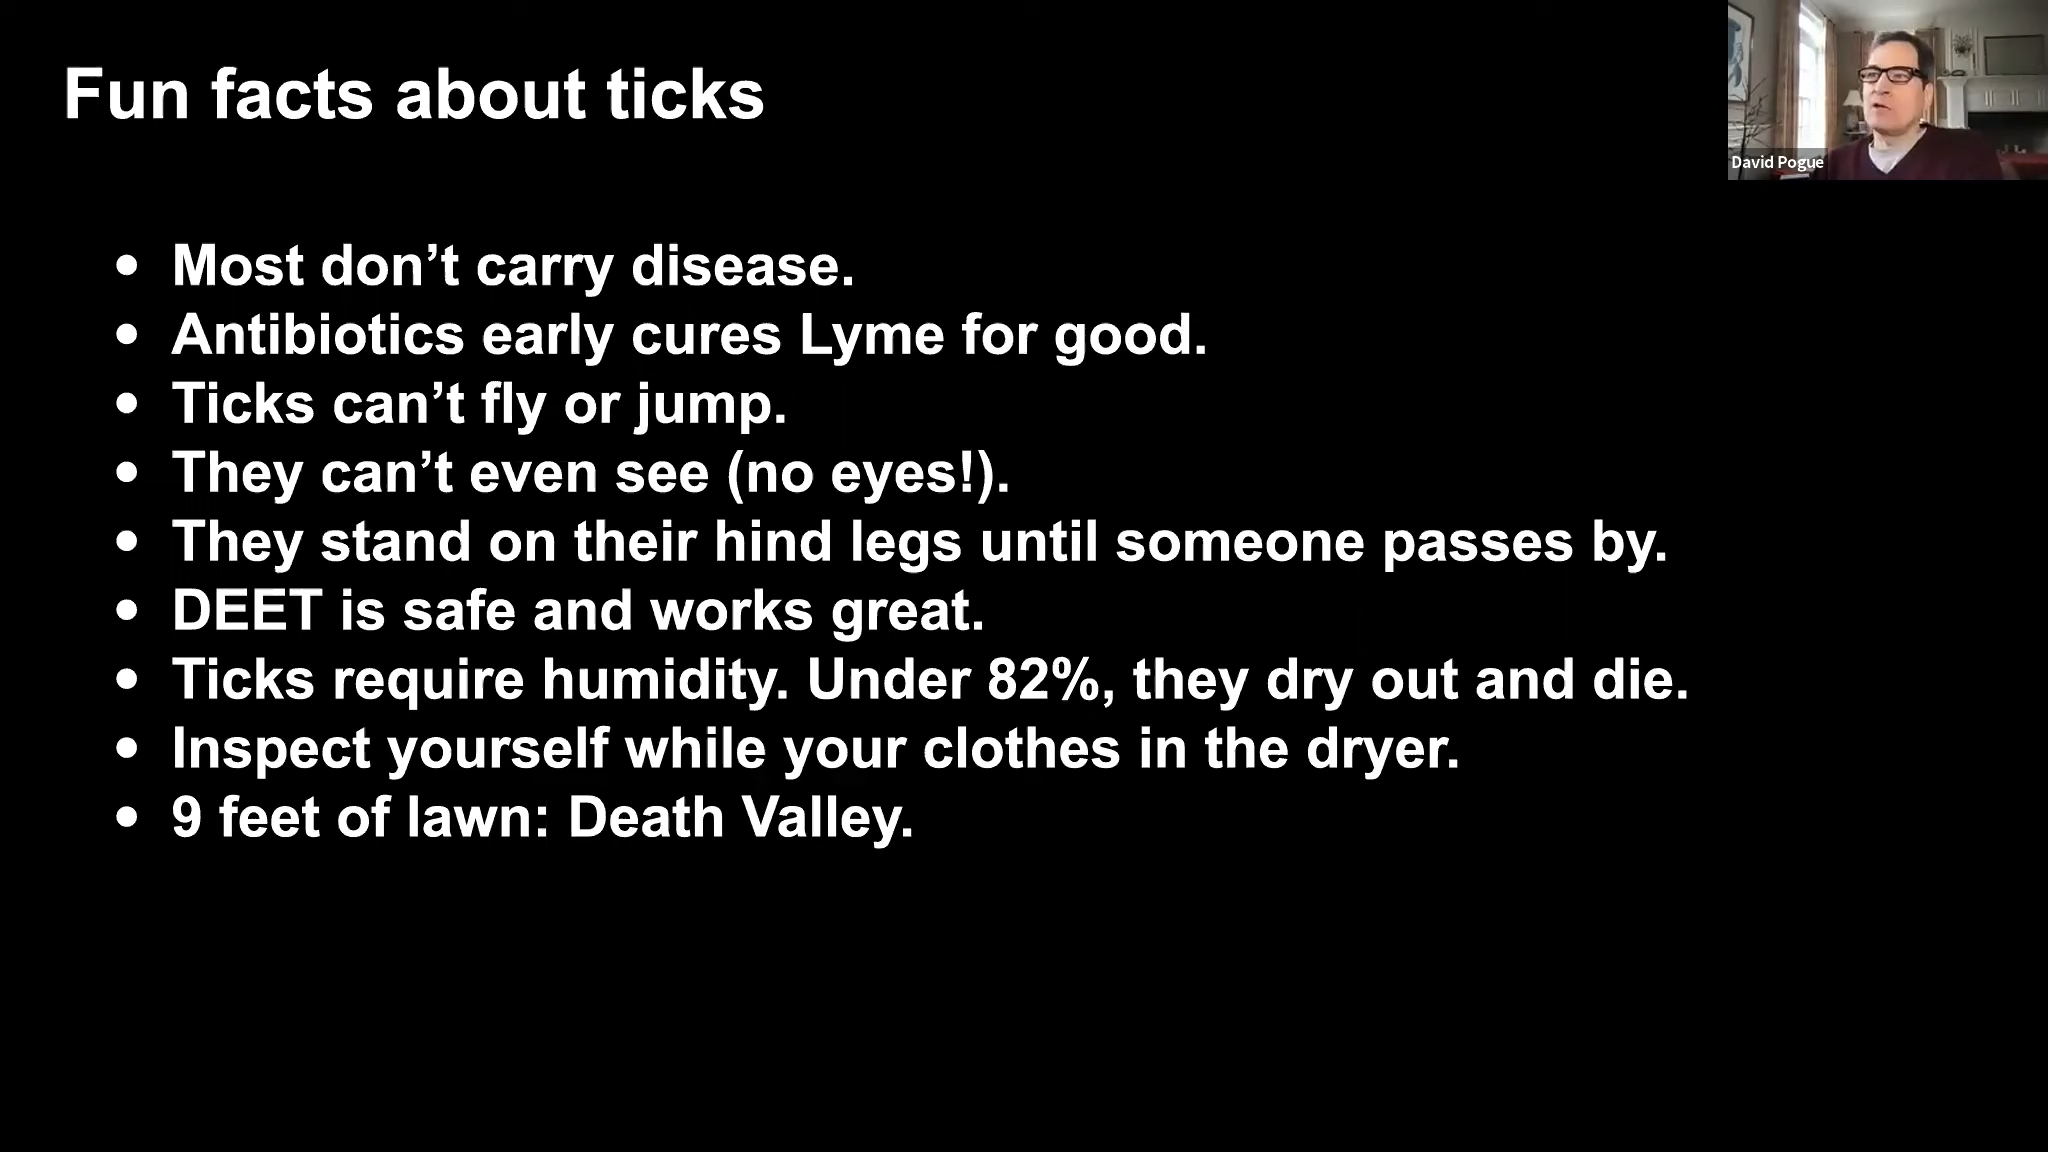 Fun facts about ticks
David Pogue
• Most don’t carry disease.
• Antibiotics early cures Lyme for good.
• Ticks can’t fly or jump.
• They can’t even see (no eyes!).
• They stand on their hind legs until someone passes by.
• DEET is safe and works great.
• Ticks require humidity. Under 82%, they dry out and die.
• Inspect yourself while your clothes in the dryer.
• 9 feet of lawn: Death Valley.